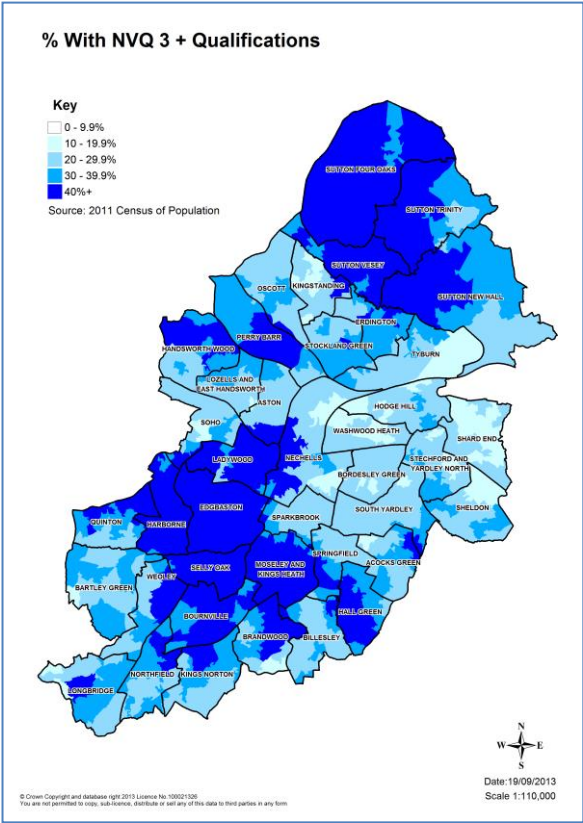 % With NVQ 3 + Qualifications
Key
0 - 9.9%
10 - 19.9%
20 - 29.9%
30 - 39.9%
40%+
Source: 2011 Census of Population
SUTTON FOUR OAKS
SUTTON TRINITY
SUTTON VESEY
SUTTON NEW HALL
OSCOTT
KINGSTANDING
ERDINGTON
PERRY BARR
STOCKLAND GREEN
HANDSWORTH WOOD
TYBURN
LOZELLS AND
EAST HANDSWORTH
ASTON
HODGE HILL
SOHO
WASHWOOD HEATH
SHARD END
LADYWOOD
NECHELLS
STECHFORD AND
YARDLEY NORTH
BORDESLEY GREEN
EDGBASTON
SOUTH YARDLEY
SHELDON
QUINTON
HARBORNE
SPARKBROOK
SPRINGFIELD
ACOCKS GREEN
MOSELEY AND
KINGS HEATH
SELLY OAK
WEOLEY
BARTLEY GREEN
HALL GREEN
BOURNVILLE
BRANDWOOD
BILLESLEY
NORTHFIELD
KINGS NORTON
LONGBRIDGE
N
W E
S
Date:19/09/2013
Scale 1:110,000
© Crown Copyright and database right 2013 Licence No.100021326
You are not permitted to copy, sub-licence, distribute or sell any of this data to third parties in any form